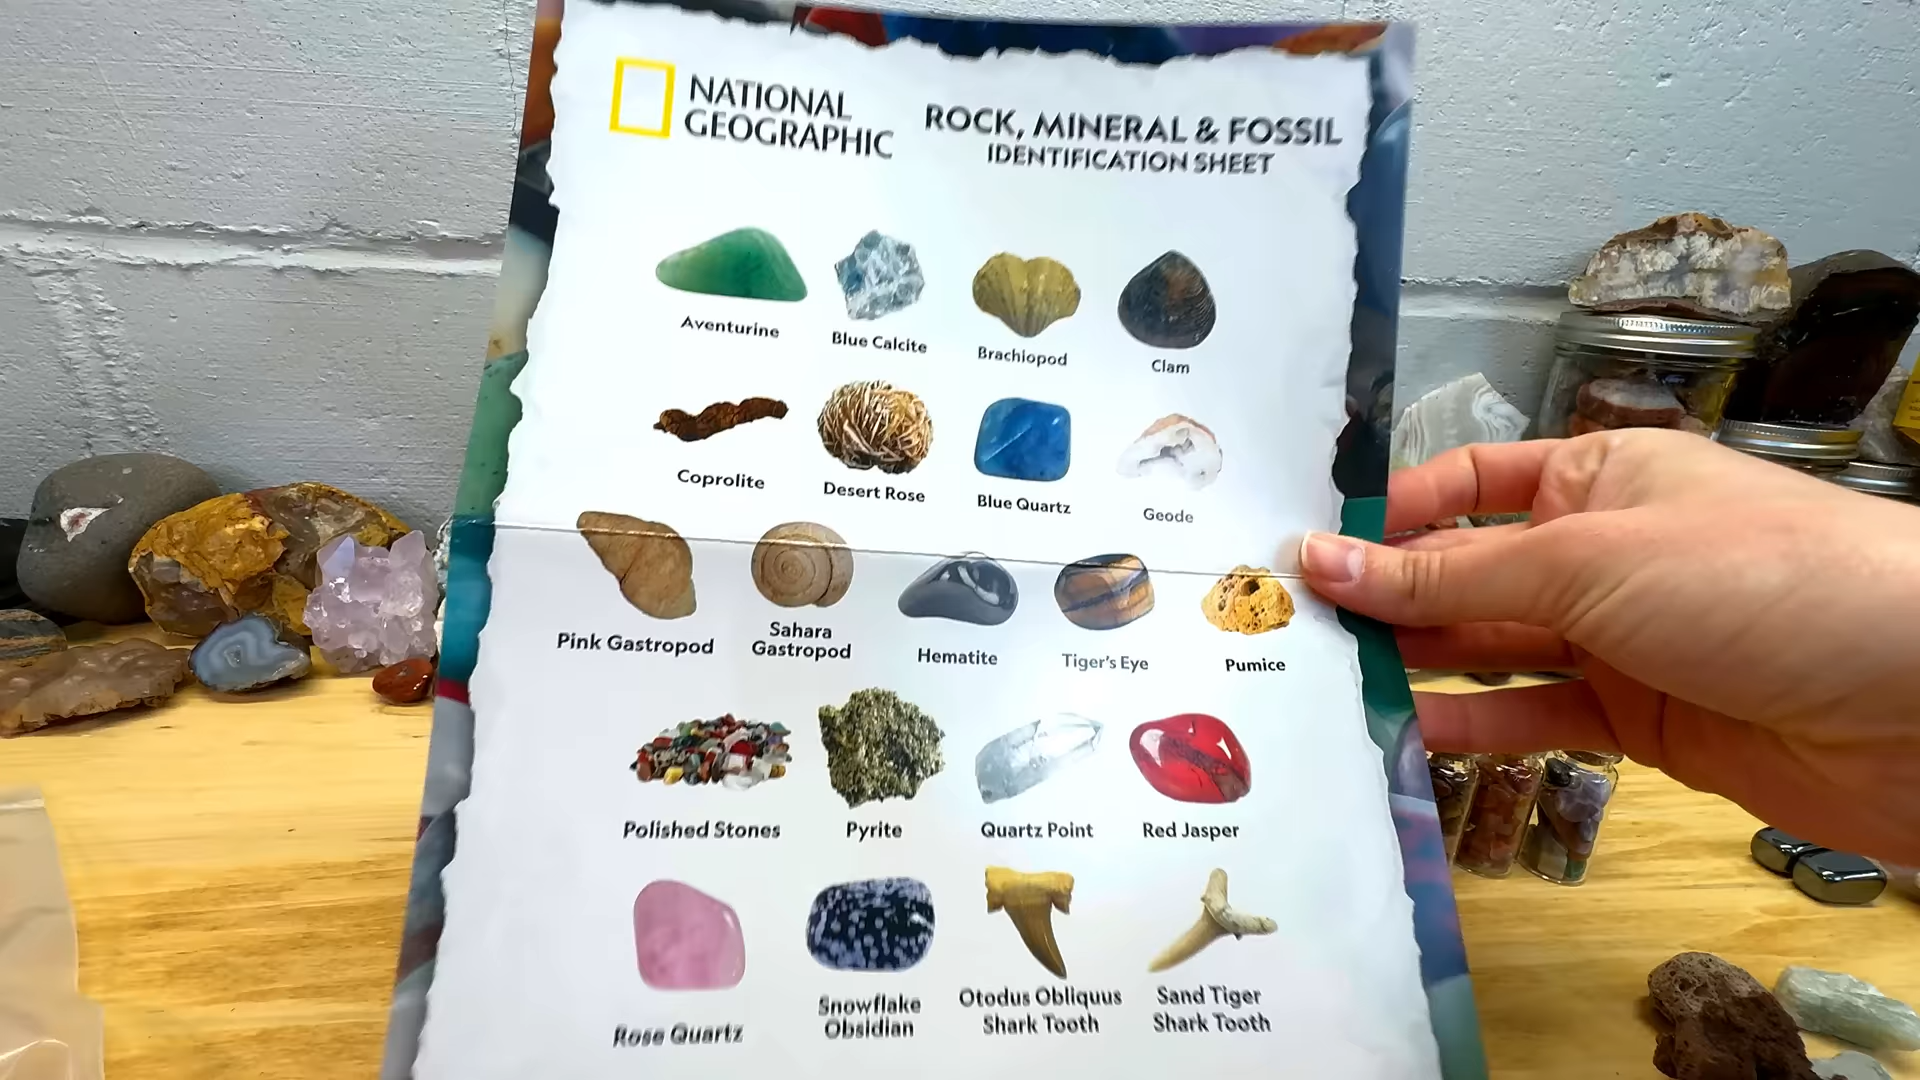 NATIONAL
GEOGRAPHIC
ROCK, MINERAL & FOSSIL
IDENTIFICATION SHEET
Aventurine
Blue Calcite
Brachiopod
Clam
Coprolite
Desert Rose
Blue Quartz
Geode
Pink Gastropod
Sahara
Gastropod
Hematite
Tiger's Eye
Pumice
Polished Stones
Pyrite
Quartz Point
Red Jasper
Rose Quartz
Snowflake
Obsidian
Otodus Obliquus
Shark Tooth
Sand Tiger
Shark Tooth